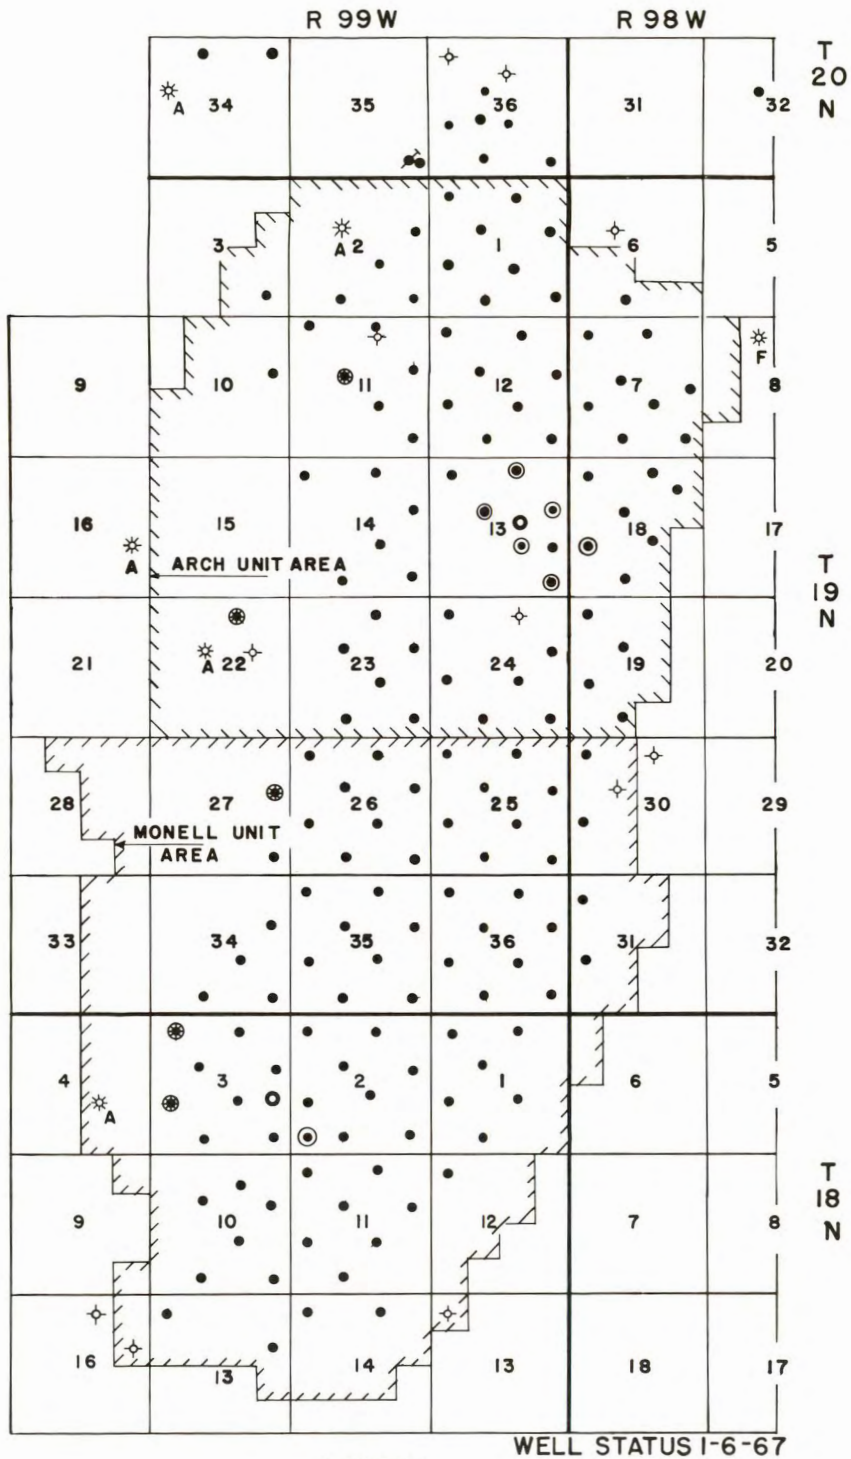 R 99W R 98W
T 20 N
34 35 36 31 32
A
3 A 2 1 6 5
9 10 11 12 7 8
F
16 15 14 13 18 17
A
ARCH UNIT AREA
T 19 N
21 A 22 23 24 19 20
28 27 26 25 30 29
MONELL UNIT
AREA
33 34 35 36 31 32
4 3 2 1 6 5
A
T 18 N
9 10 11 12 7 8
16 13 14 13 18 17
WELL STATUS 1-6-67